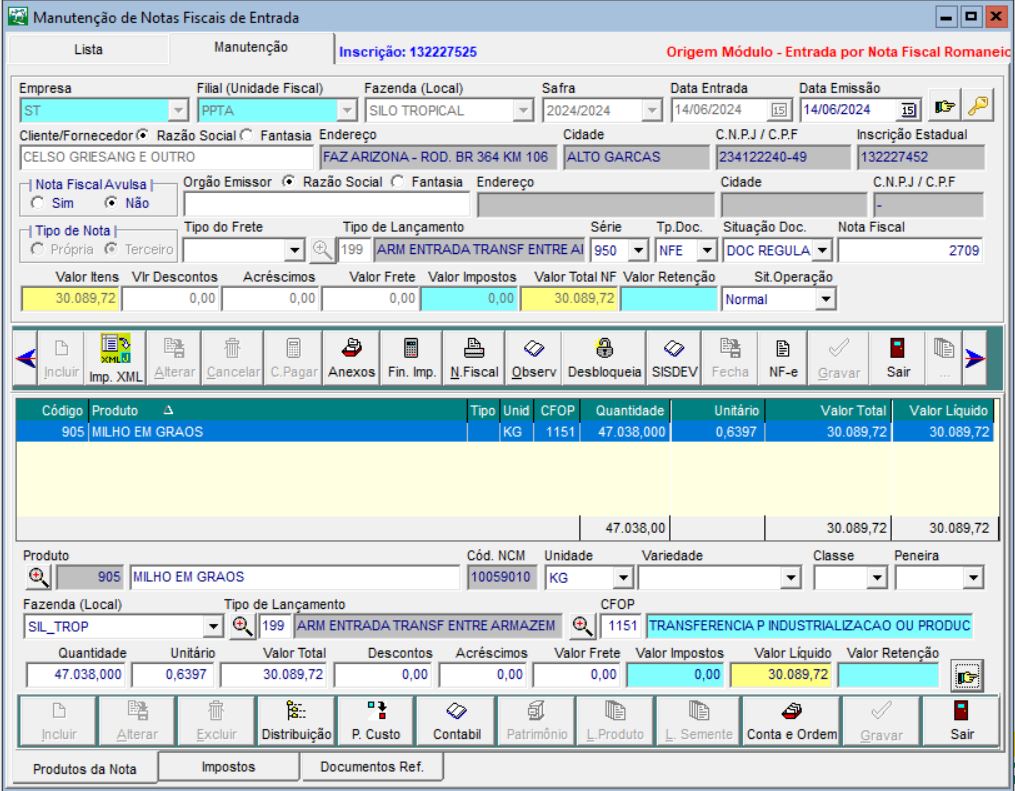 Manutenção de Notas Fiscais de Entrada
Lista Manutenção Inscrição: 132227525 Origem Módulo - Entrada por Nota Fiscal Romaneic
Empresa Filial (Unidade Fiscal) Fazenda (Local) Safra Data Entrada Data Emissão
ST PPTA SILO TROPICAL 2024/2024 14/06/2024 15 14/06/2024 15
Cliente/Fornecedor Razão Social Fantasia Endereço Cidade C.N.P.J / C.P.F Inscrição Estadual
CELSO GRIESANG E OUTRO FAZ ARIZONA - ROD. BR 364 KM 106 ALTO GARCAS 234122240-49 132227452
| Nota Fiscal Avulsa | Orgão Emissor Razão Social Fantasia Endereço Cidade C.N.P.J / C.P.F
Sim Não -
| Tipo de Nota | Tipo do Frete Tipo de Lançamento Série Tp.Doc. Situação Doc. Nota Fiscal
Própria Terceiro 199 ARM ENTRADA TRANSF ENTRE AI 950 NFE DOC REGULA 2709
Valor Itens Vlr Descontos Acréscimos Valor Frete Valor Impostos Valor Total NF Valor Retenção Sit.Operação
30.089,72 0,00 0,00 0,00 0,00 30.089,72 Normal
Incluir Imp. XML Alterar Cancelar C.Pagar Anexos Fin. Imp. N.Fiscal Observ Desbloqueia SISDEV Fecha NF-e Gravar Sair ...
Código Produto Tipo Unid CFOP Quantidade Unitário Valor Total Valor Líquido
905 MILHO EM GRAOS KG 1151 47.038,000 0,6397 30.089,72 30.089,72
47.038,00 30.089,72 30.089,72
Produto Cód. NCM Unidade Variedade Classe Peneira
905 MILHO EM GRAOS 10059010 KG
Fazenda (Local) Tipo de Lançamento CFOP
SIL_TROP 199 ARM ENTRADA TRANSF ENTRE ARMAZEM 1151 TRANSFERENCIA P INDUSTRIALIZACAO OU PRODUC
Quantidade Unitário Valor Total Descontos Acréscimos Valor Frete Valor Impostos Valor Líquido Valor Retenção
47.038,000 0,6397 30.089,72 0,00 0,00 0,00 0,00 30.089,72
Incluir Alterar Excluir Distribuição P. Custo Contabil Patrimônio L.Produto L. Semente Conta e Ordem Gravar Sair
Produtos da Nota Impostos Documentos Ref.